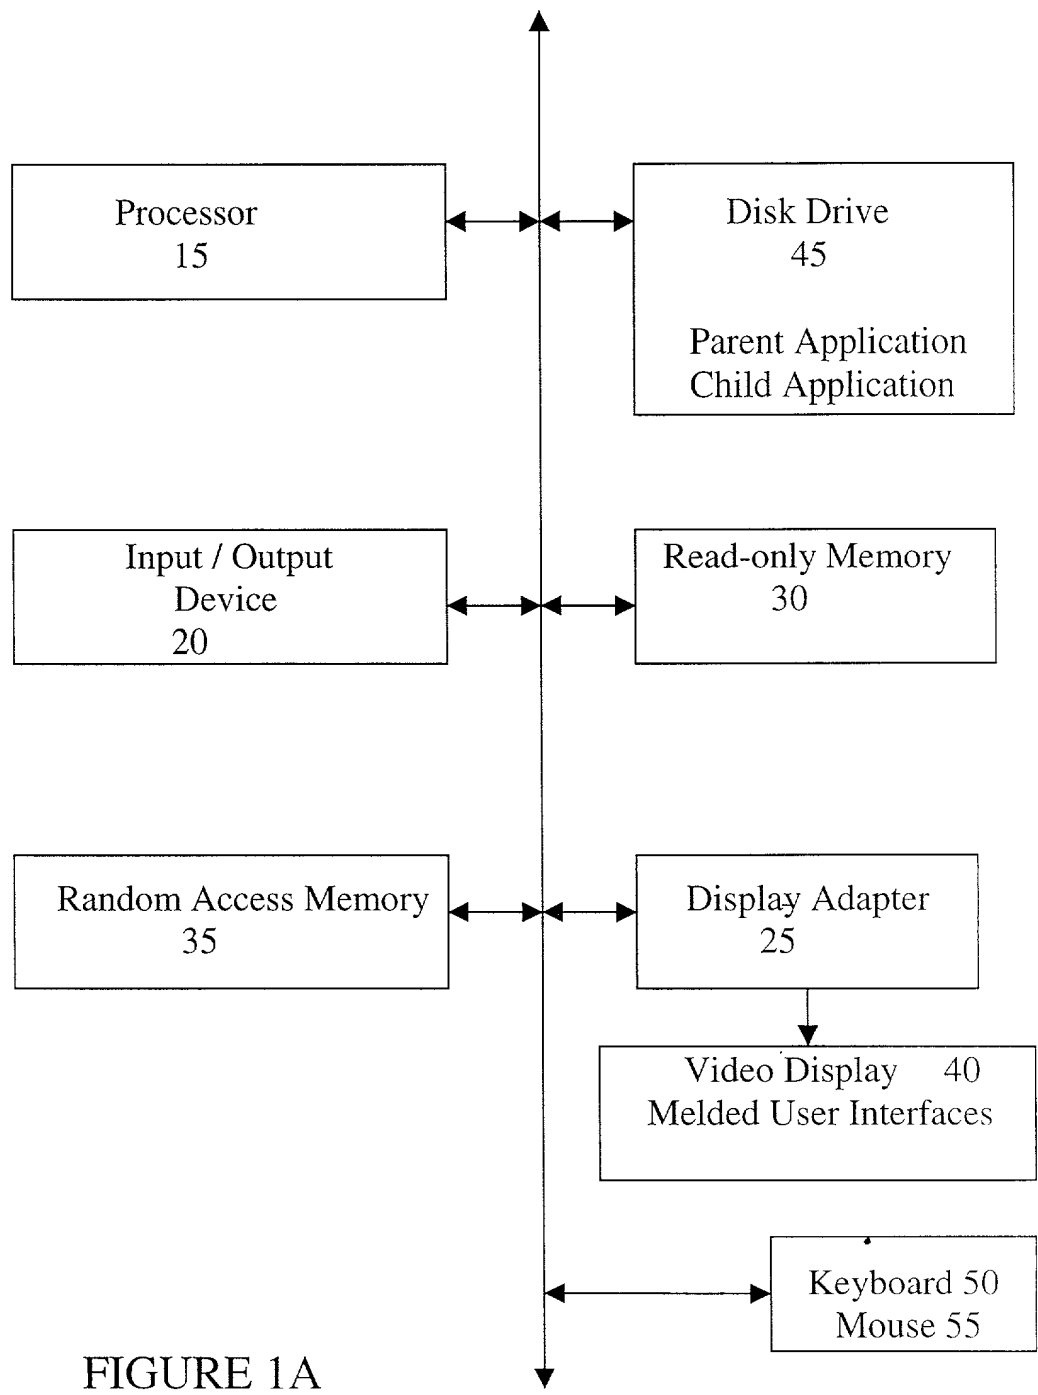 Processor
15
Disk Drive
45
Parent Application
Child Application
Input / Output
Device
20
Read-only Memory
30
Random Access Memory
35
Display Adapter
25
Video Display 40
Melded User Interfaces
Keyboard 50
Mouse 55
FIGURE 1A